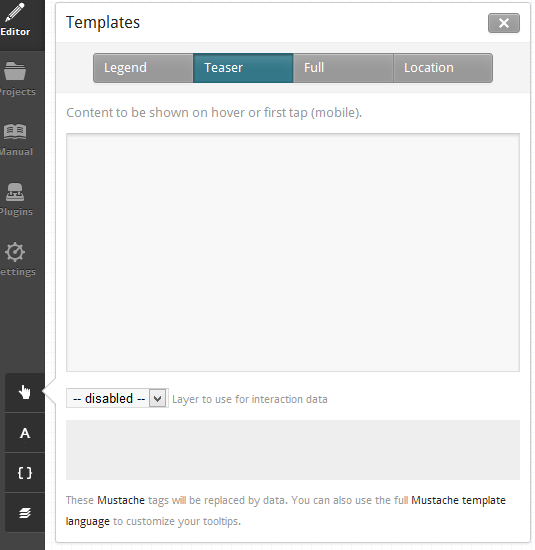 Editor
Projects
Manual
Plugins
ettings
A
{}
Templates
Legend Teaser Full Location
Content to be shown on hover or first tap (mobile).
-- disabled -- Layer to use for interaction data
These Mustache tags will be replaced by data. You can also use the full Mustache template
language to customize your tooltips.